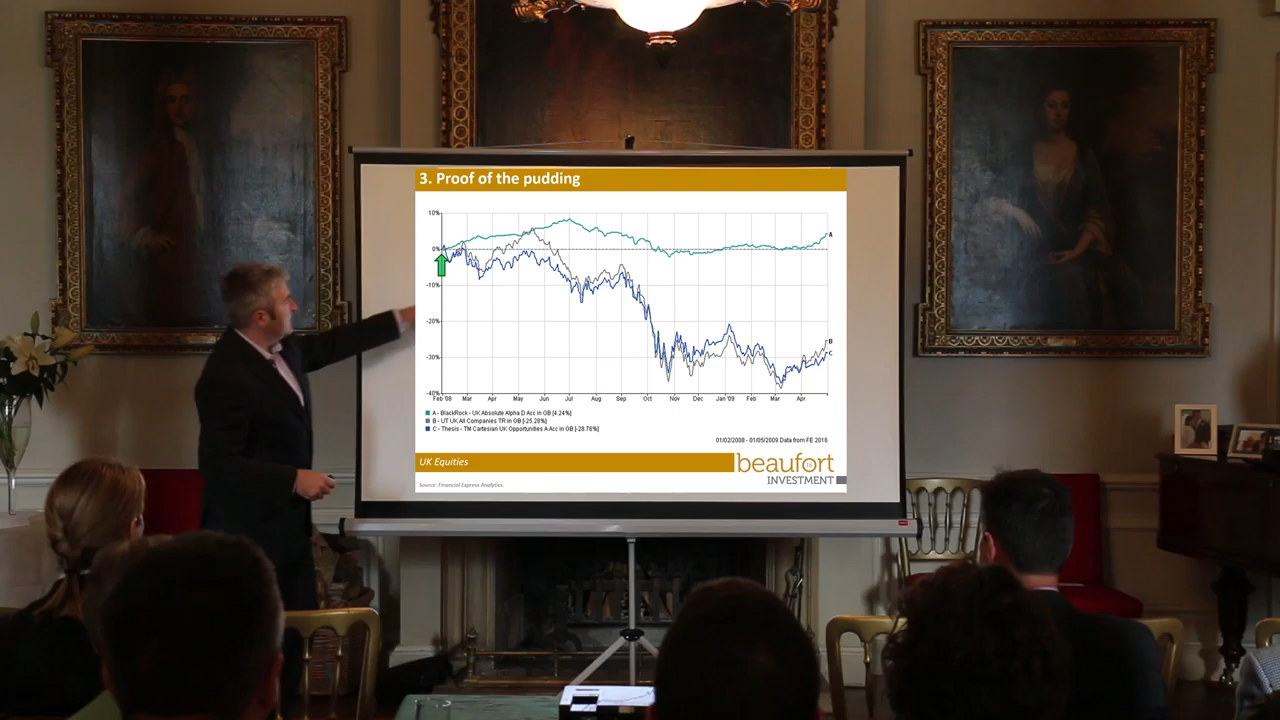 3. Proof of the pudding
10%
0%
-10%
-20%
-30%
-40%
A
B
C
Feb '08 Mar Apr May Jun Jul Aug Sep Oct Nov Dec Jan '09 Feb Mar Apr
A - BlackRock - UK Absolute Alpha D Acc in GB [4.24%]
B - UT UK All Companies TR in GB [-25.28%]
C - Thesis - TM Cartesian UK Opportunities A Acc in GB [-28.76%]
01/02/2008 - 01/05/2009 Data from FE 2016
UK Equities
beaufort
INVESTMENT
Source: Financial Express Analytics.